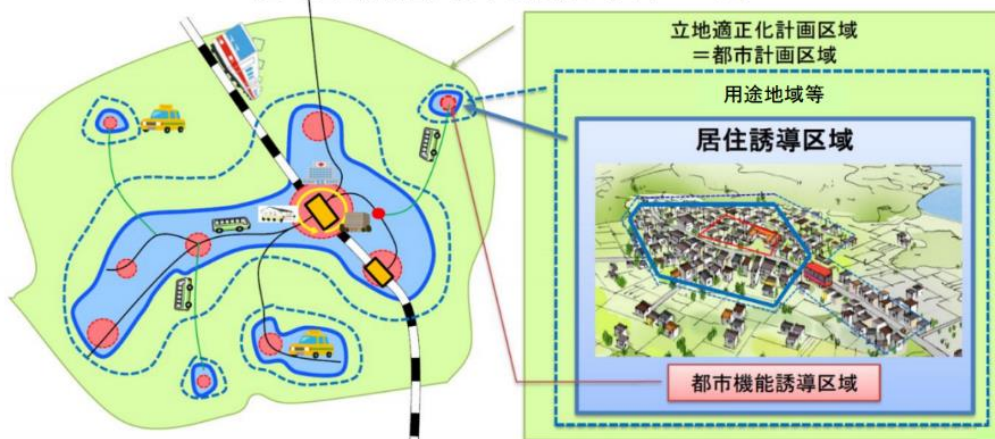 立地適正化計画区域
＝都市計画区域
用途地域等
居住誘導区域
都市機能誘導区域